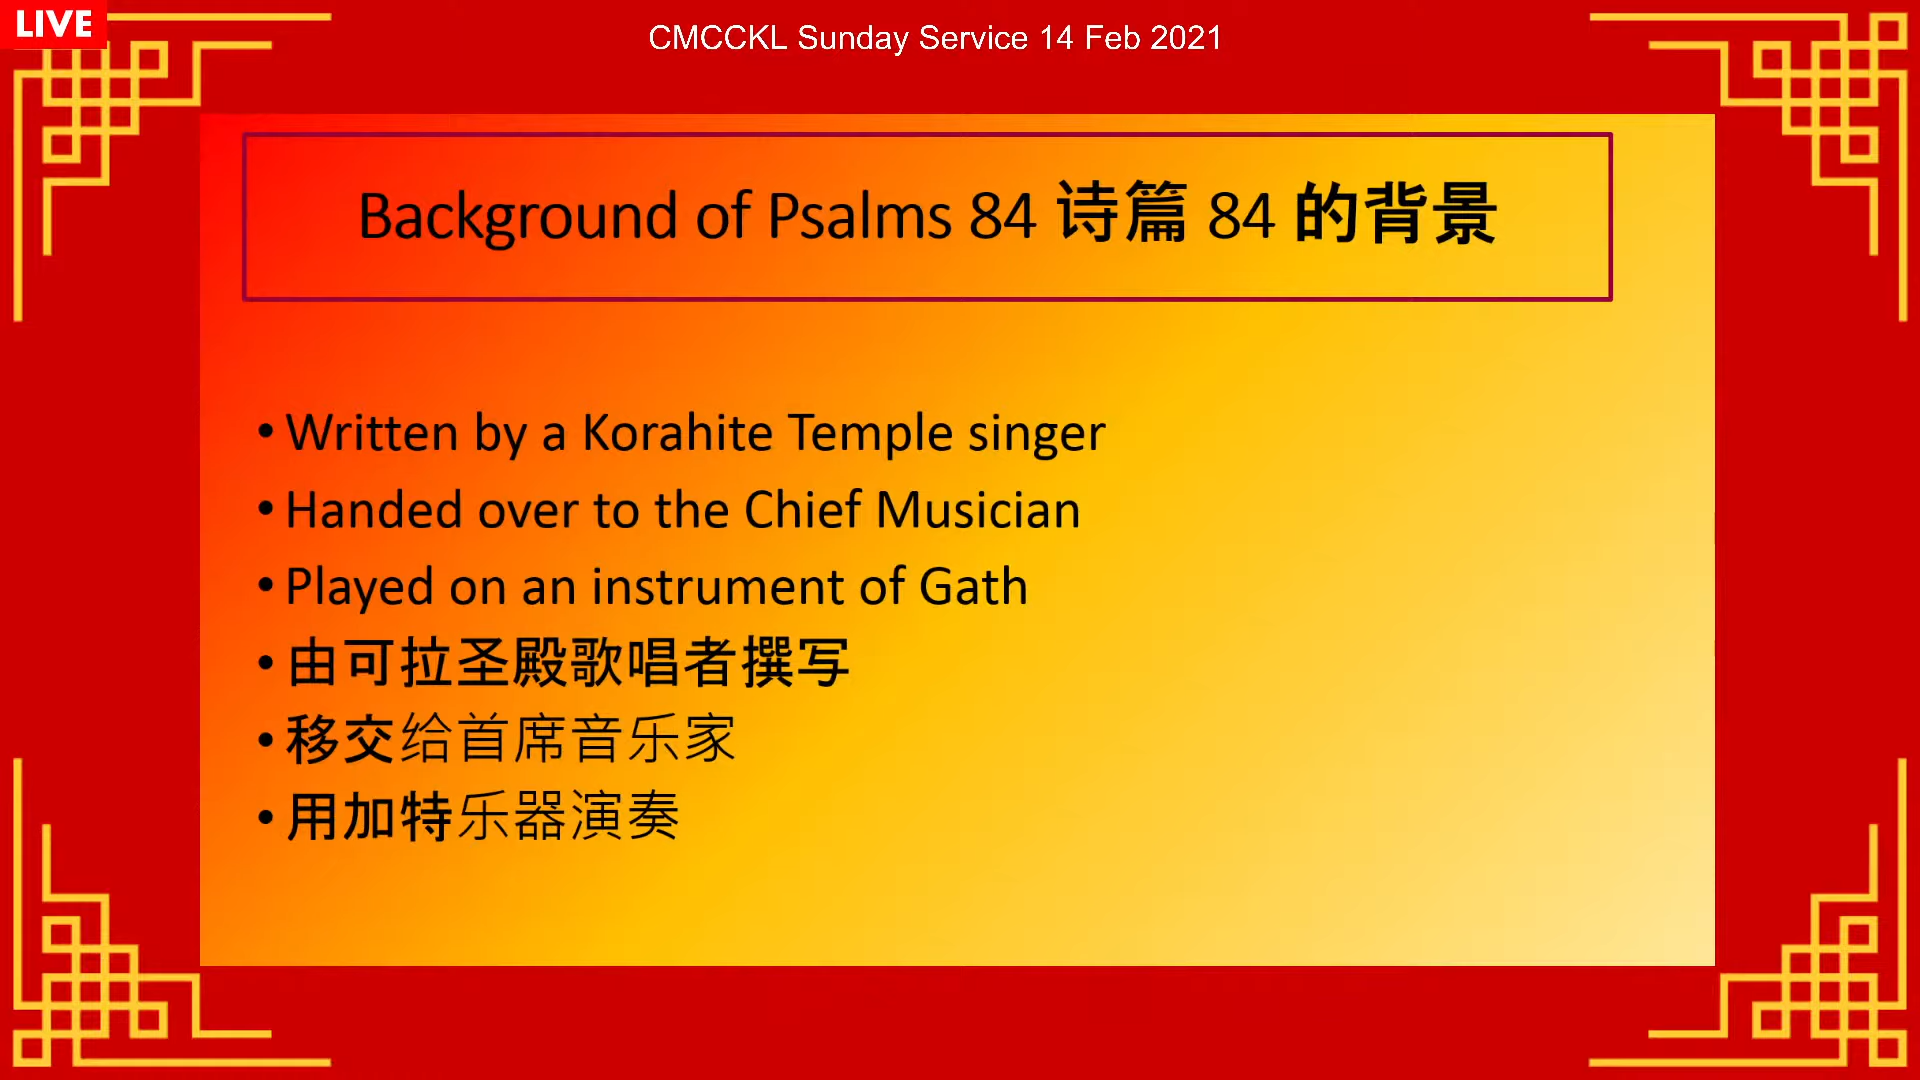 LIVE
CMCCKL Sunday Service 14 Feb 2021
Background of Psalms 84 诗篇 84 的背景
• Written by a Korahite Temple singer
• Handed over to the Chief Musician
• Played on an instrument of Gath
• 由可拉圣殿歌唱者撰写
• 移交给首席音乐家
• 用加特乐器演奏